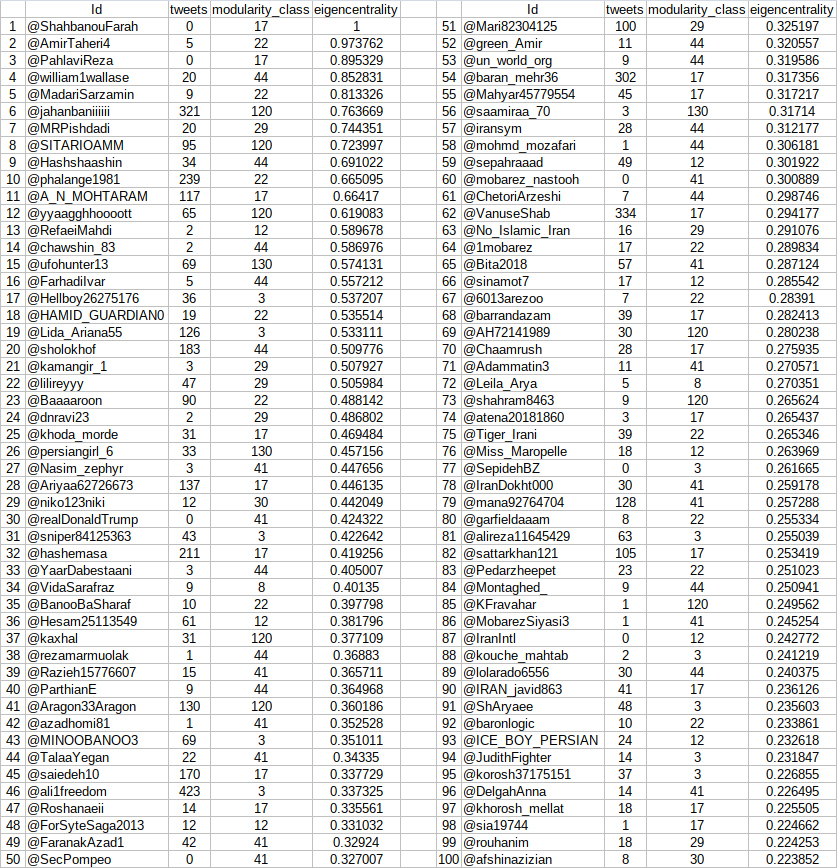 Id tweets modularity_class eigencentrality Id tweets modularity_class eigencentrality
1 @ShahbanouFarah 0 17 1 51 @Mari82304125 100 29 0.325197
2 @AmirTaheri4 5 22 0.973762 52 @green_Amir 11 44 0.320557
3 @PahlaviReza 0 17 0.895329 53 @un_world_org 9 44 0.319586
4 @william1wallase 20 44 0.852831 54 @baran_mehr36 302 17 0.317356
5 @MadariSarzamin 9 22 0.813326 55 @Mahyar45779554 45 17 0.317217
6 @jahanbaniiiiii 321 120 0.763669 56 @saamiraa_70 3 130 0.31714
7 @MRPishdadi 20 29 0.744351 57 @iransym 28 44 0.312177
8 @SITARIOAMM 95 120 0.723997 58 @mohmd_mozafari 1 44 0.306181
9 @Hashshaashin 34 44 0.691022 59 @sepahraaad 49 12 0.301922
10 @phalange1981 239 22 0.665095 60 @mobarez_nastooh 0 41 0.300889
11 @A_N_MOHTARAM 117 17 0.66417 61 @ChetoriArzeshi 7 44 0.298746
12 @yyaagghhoooott 65 120 0.619083 62 @VanuseShab 334 17 0.294177
13 @RefaeiMahdi 2 12 0.589678 63 @No_Islamic_Iran 16 29 0.291076
14 @chawshin_83 2 44 0.586976 64 @1mobarez 17 22 0.289834
15 @ufohunter13 69 130 0.574131 65 @Bita2018 57 41 0.287124
16 @FarhadiIvar 5 44 0.557212 66 @sinamot7 17 12 0.285542
17 @Hellboy26275176 36 3 0.537207 67 @6013arezoo 7 22 0.28391
18 @HAMID_GUARDIAN0 19 22 0.535514 68 @barrandazam 39 17 0.282413
19 @Lida_Ariana55 126 3 0.533111 69 @AH72141989 30 120 0.280238
20 @sholokhof 183 44 0.509776 70 @Chaamrush 28 17 0.275935
21 @kamangir_1 3 29 0.507927 71 @Adammatin3 11 41 0.270571
22 @lilireyyy 47 29 0.505984 72 @Leila_Arya 5 8 0.270351
23 @Baaaaroon 90 22 0.488142 73 @shahram8463 9 120 0.265624
24 @dnravi23 2 29 0.486802 74 @atena20181860 3 17 0.265437
25 @khoda_morde 31 17 0.469484 75 @Tiger_Irani 39 22 0.265346
26 @persiangirl_6 33 130 0.457156 76 @Miss_Maropelle 18 12 0.263969
27 @Nasim_zephyr 3 41 0.447656 77 @SepidehBZ 0 3 0.261665
28 @Ariyaa62726673 137 17 0.446135 78 @IranDokht000 30 41 0.259178
29 @niko123niki 12 30 0.442049 79 @mana92764704 128 41 0.257288
30 @realDonaldTrump 0 41 0.424322 80 @garfieldaaam 8 22 0.255334
31 @sniper84125363 43 3 0.422642 81 @alireza11645429 63 3 0.255039
32 @hashemasa 211 17 0.419256 82 @sattarkhan121 105 17 0.253419
33 @YaarDabestaani 3 44 0.405007 83 @Pedarzheepet 23 22 0.251023
34 @VidaSarafraz 9 8 0.40135 84 @Montaghed_ 9 44 0.250941
35 @BanooBaSharaf 10 22 0.397798 85 @KFravahar 1 120 0.249562
36 @Hesam25113549 61 12 0.381796 86 @MobarezSiyasi3 1 41 0.245254
37 @kaxhal 31 120 0.377109 87 @IranIntl 0 12 0.242772
38 @rezamarmuolak 1 44 0.36883 88 @kouche_mahtab 2 3 0.241219
39 @Razieh15776607 15 41 0.365711 89 @lolarado6556 30 44 0.240375
40 @ParthianE 9 44 0.364968 90 @IRAN_javid863 41 17 0.236126
41 @Aragon33Aragon 130 120 0.360186 91 @ShAryaee 48 3 0.235603
42 @azadhomi81 1 41 0.352528 92 @baronlogic 10 22 0.233861
43 @MINOOBANOO3 69 3 0.351011 93 @ICE_BOY_PERSIAN 24 12 0.232618
44 @TalaaYegan 22 41 0.34335 94 @JudithFighter 14 3 0.231847
45 @saiedeh10 170 17 0.337729 95 @korosh37175151 37 3 0.226855
46 @ali1freedom 423 3 0.337325 96 @DelgahAnna 14 41 0.226495
47 @Roshanaeii 14 17 0.335561 97 @khorosh_mellat 18 17 0.225505
48 @ForSyteSaga2013 12 12 0.331032 98 @sia19744 1 17 0.224662
49 @FaranakAzad1 42 41 0.32924 99 @rouhanim 18 29 0.224253
50 @SecPompeo 0 41 0.327007 100 @afshinazizian 8 30 0.223852